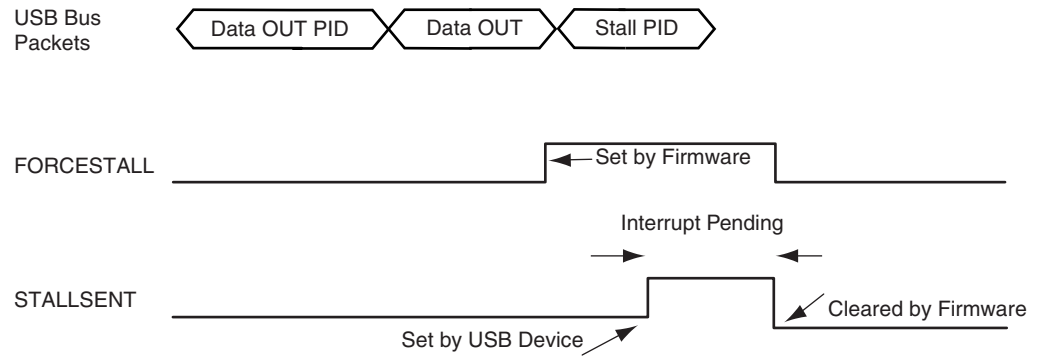 USB Bus
Packets
Data OUT PID
Data OUT
Stall PID
FORCESTALL
Set by Firmware
Interrupt Pending
STALLSENT
Cleared by Firmware
Set by USB Device